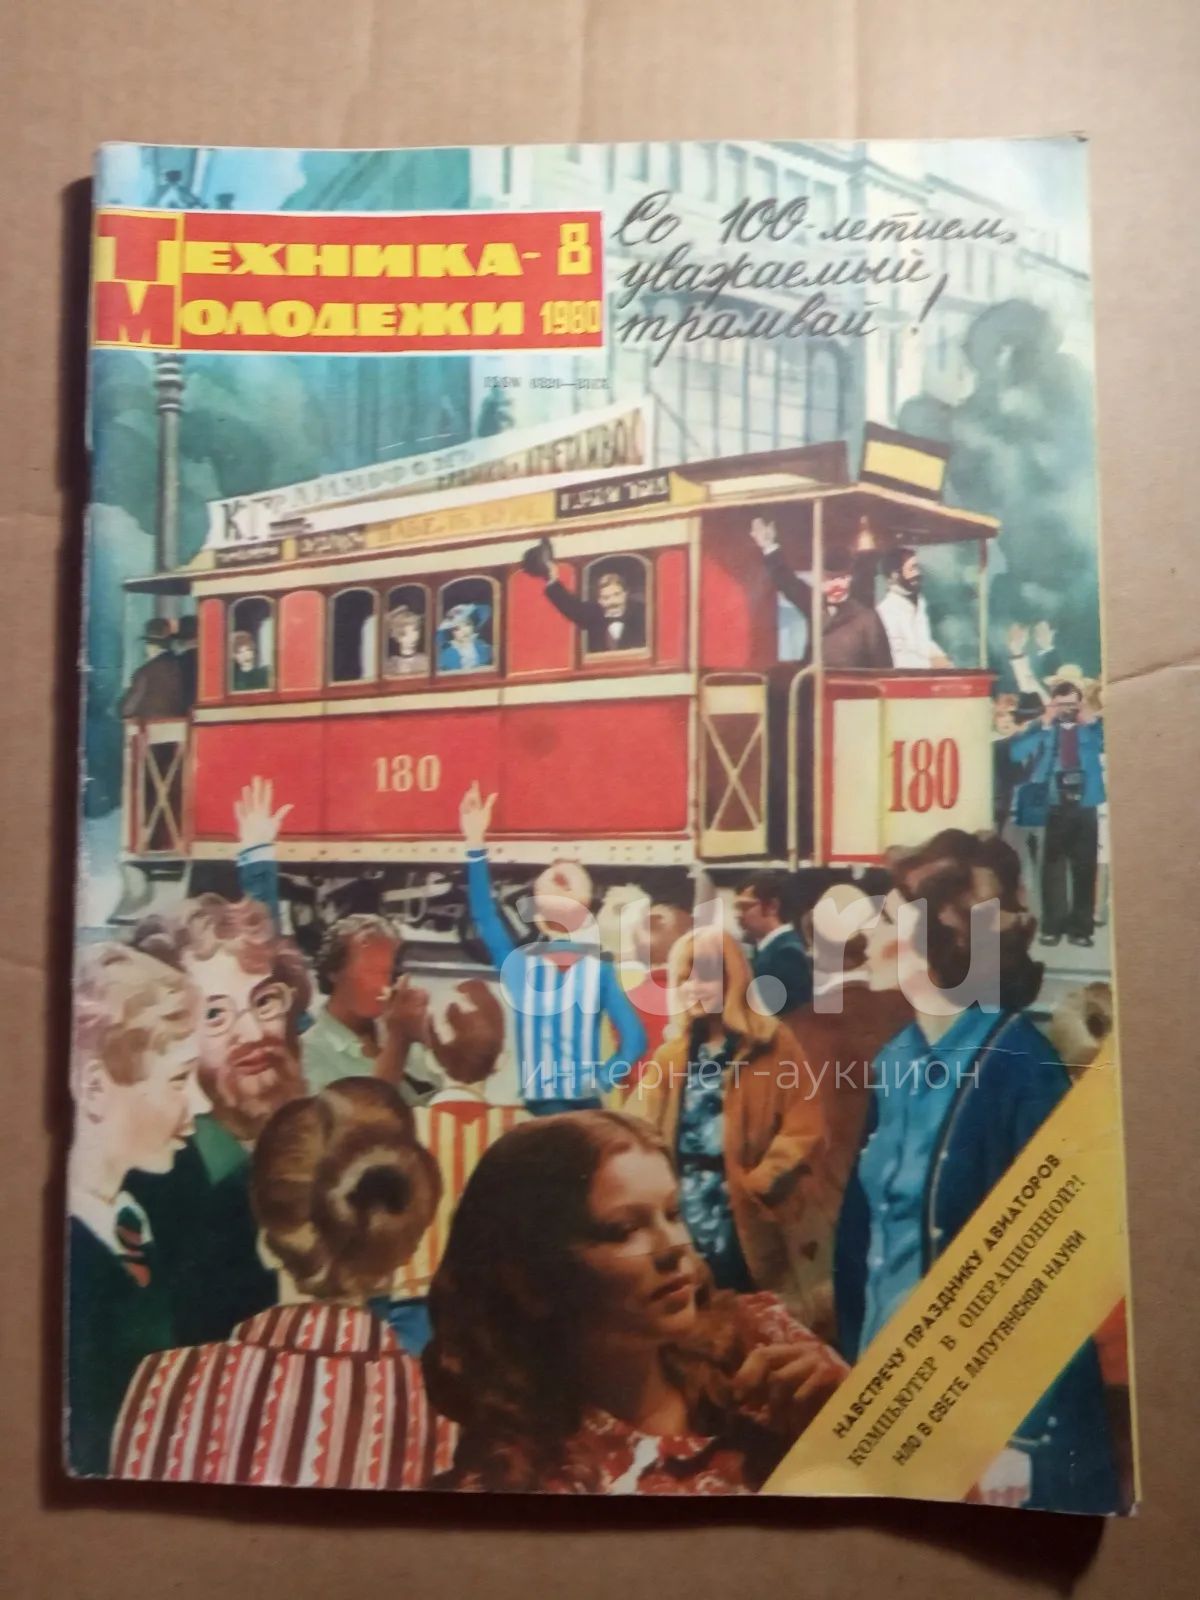 ТЕХНИКА - 8
МОЛОДЕЖИ 1980
Со 100-летием,
уважаемый
трамвай!
180
180
au.ru
интернет-аукцион
НАВСТРЕЧУ ПРАЗДНИКУ АВИАТОРОВ
КОМПЬЮТЕР В ОПЕРАЦИОННОЙ?!
НЛО В СВЕТЕ ЛАПУТЯНСКОЙ НАУКИ